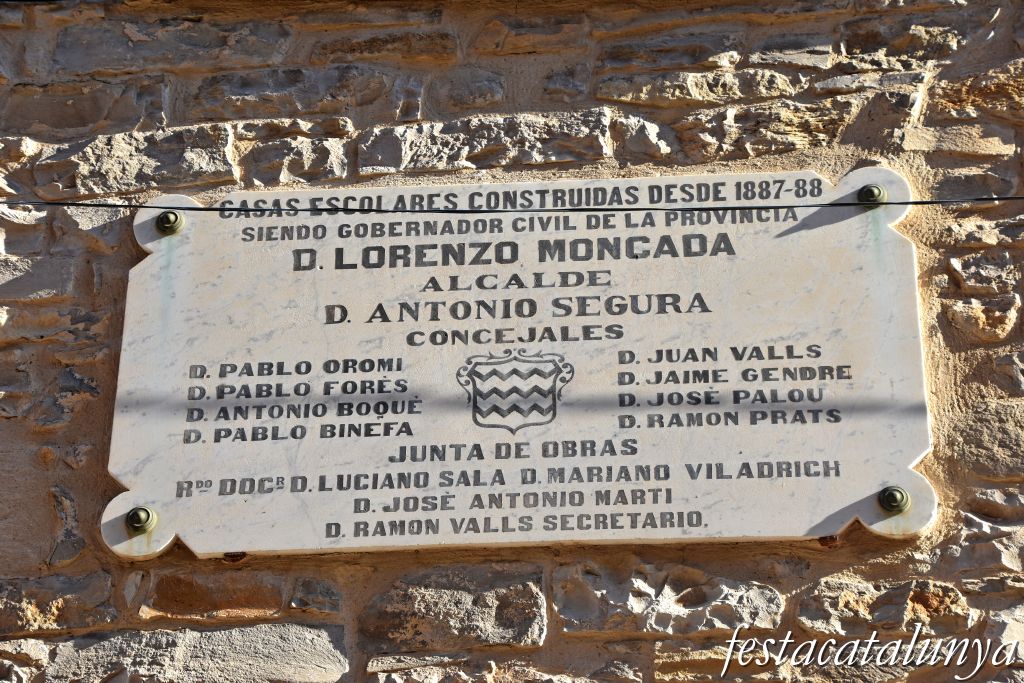 CASAS ESCOLARES CONSTRUIDAS DESDE 1887-88
SIENDO GOBERNADOR CIVIL DE LA PROVINCIA
D. LORENZO MONCADA
ALCALDE
D. ANTONIO SEGURA
CONCEJALES
D. PABLO OROMI
D. PABLO FORÈS
D. ANTONIO BOQUÈ
D. PABLO BINEFA
D. JUAN VALLS
D. JAIME GENDRE
D. JOSÈ PALOU
D. RAMON PRATS
JUNTA DE OBRAS
RDO DOCR D. LUCIANO SALA D. MARIANO VILADRICH
D. JOSÈ ANTONIO MARTI
D. RAMON VALLS SECRETARIO.
festacatalunya